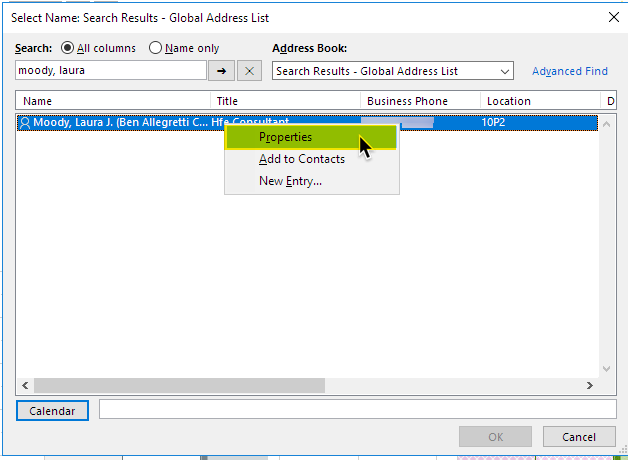 Select Name: Search Results - Global Address List
Search: All columns Name only Address Book:
moody, laura Search Results - Global Address List Advanced Find
Name Title Business Phone Location D
Moody, Laura J. (Ben Allegretti C... Hfe Consultant 10P2
Properties
Add to Contacts
New Entry...
Calendar
OK Cancel